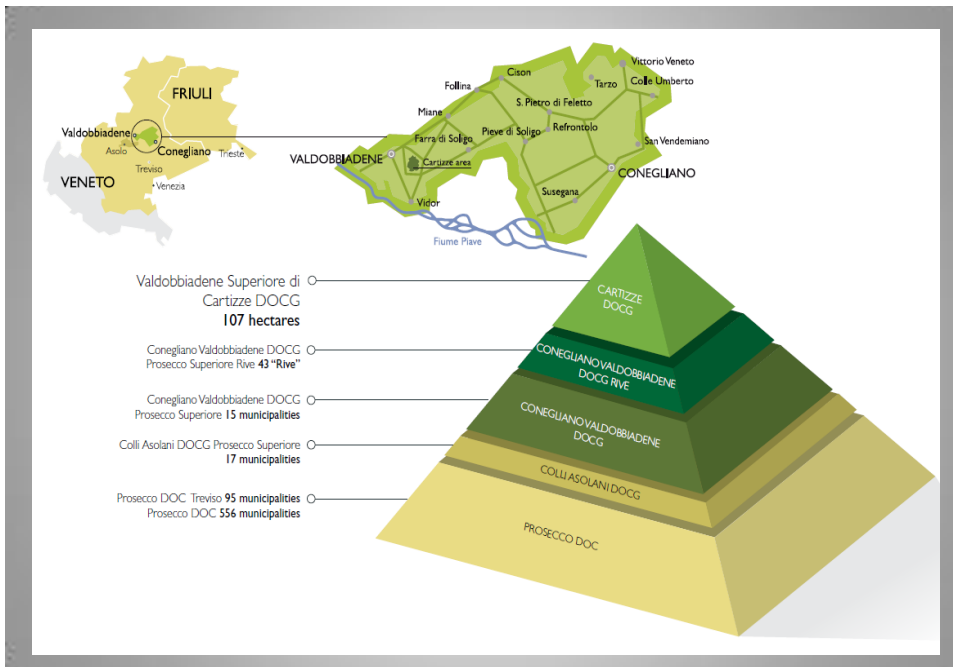 FRIULI
Valdobbiadene
Asolo
Conegliano
Trieste
Treviso
VENETO
Venezia
Vittorio Veneto
Cison
Tarzo
Colle Umberto
Follina
S. Pietro di Feletto
Miane
Refrontolo
Pieve di Soligo
Farra di Soligo
San Vendemiano
VALDOBBIADENE
Cartizze area
CONEGLIANO
Susegana
Vidor
Fiume Piave
Valdobbiadene Superiore di
Cartizze DOCG
107 hectares
Conegliano Valdobbiadene DOCG
Prosecco Superiore Rive 43 “Rive”
Conegliano Valdobbiadene DOCG
Prosecco Superiore 15 municipalities
Colli Asolani DOCG Prosecco Superiore
17 municipalities
Prosecco DOC Treviso 95 municipalities
Prosecco DOC 556 municipalities
CARTIZZE
DOCG
CONEGLIANO VALDOBBIADENE
DOCG RIVE
CONEGLIANO VALDOBBIADENE
DOCG
COLLI ASOLANI DOCG
PROSECCO DOC